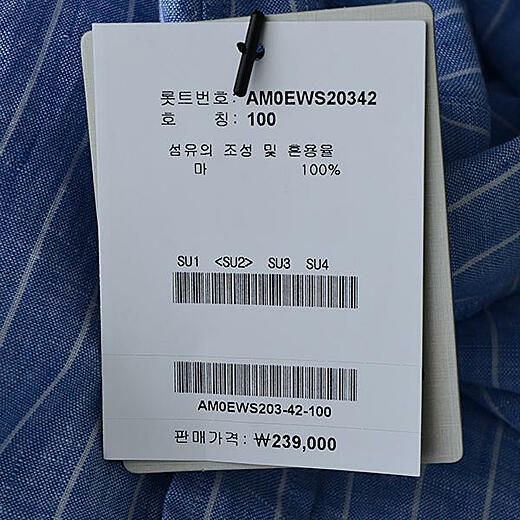 롯트번호: AM0EWS20342
호 칭: 100
섬유의 조성 및 혼용율
마 100%
SU1 <SU2> SU3 SU4
AM0EWS203-42-100
판매가격: ₩239,000